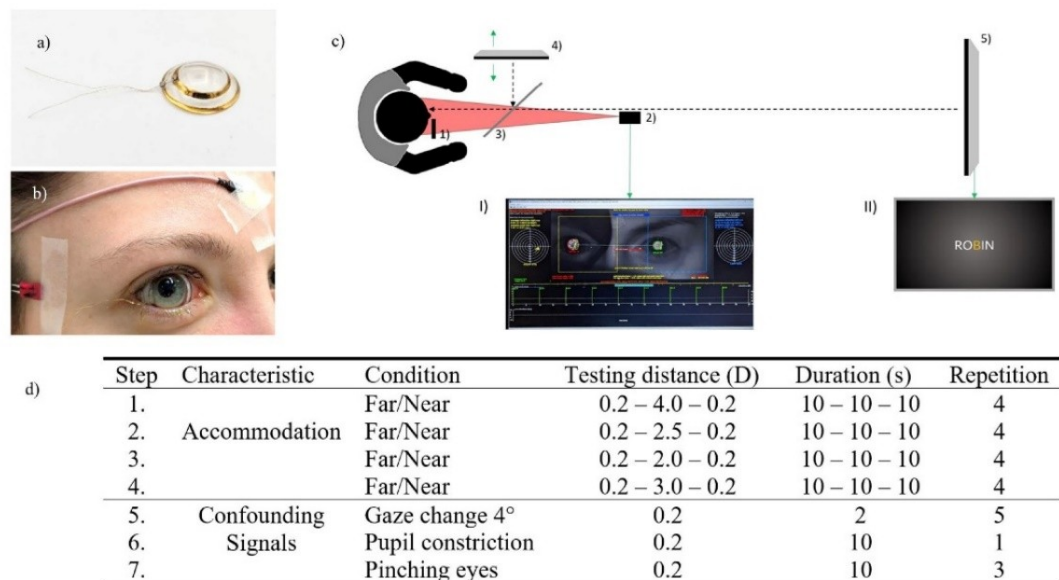 a)
b)
c)
4)
5)
1)
3)
2)
I)
II)
ROBIN
d)
Step Characteristic Condition Testing distance (D) Duration (s) Repetition
1. Far/Near 0.2 – 4.0 – 0.2 10 – 10 – 10 4
2. Accommodation Far/Near 0.2 – 2.5 – 0.2 10 – 10 – 10 4
3. Far/Near 0.2 – 2.0 – 0.2 10 – 10 – 10 4
4. Far/Near 0.2 – 3.0 – 0.2 10 – 10 – 10 4
5. Confounding Gaze change 4° 0.2 2 5
6. Signals Pupil constriction 0.2 10 1
7. Pinching eyes 0.2 10 3